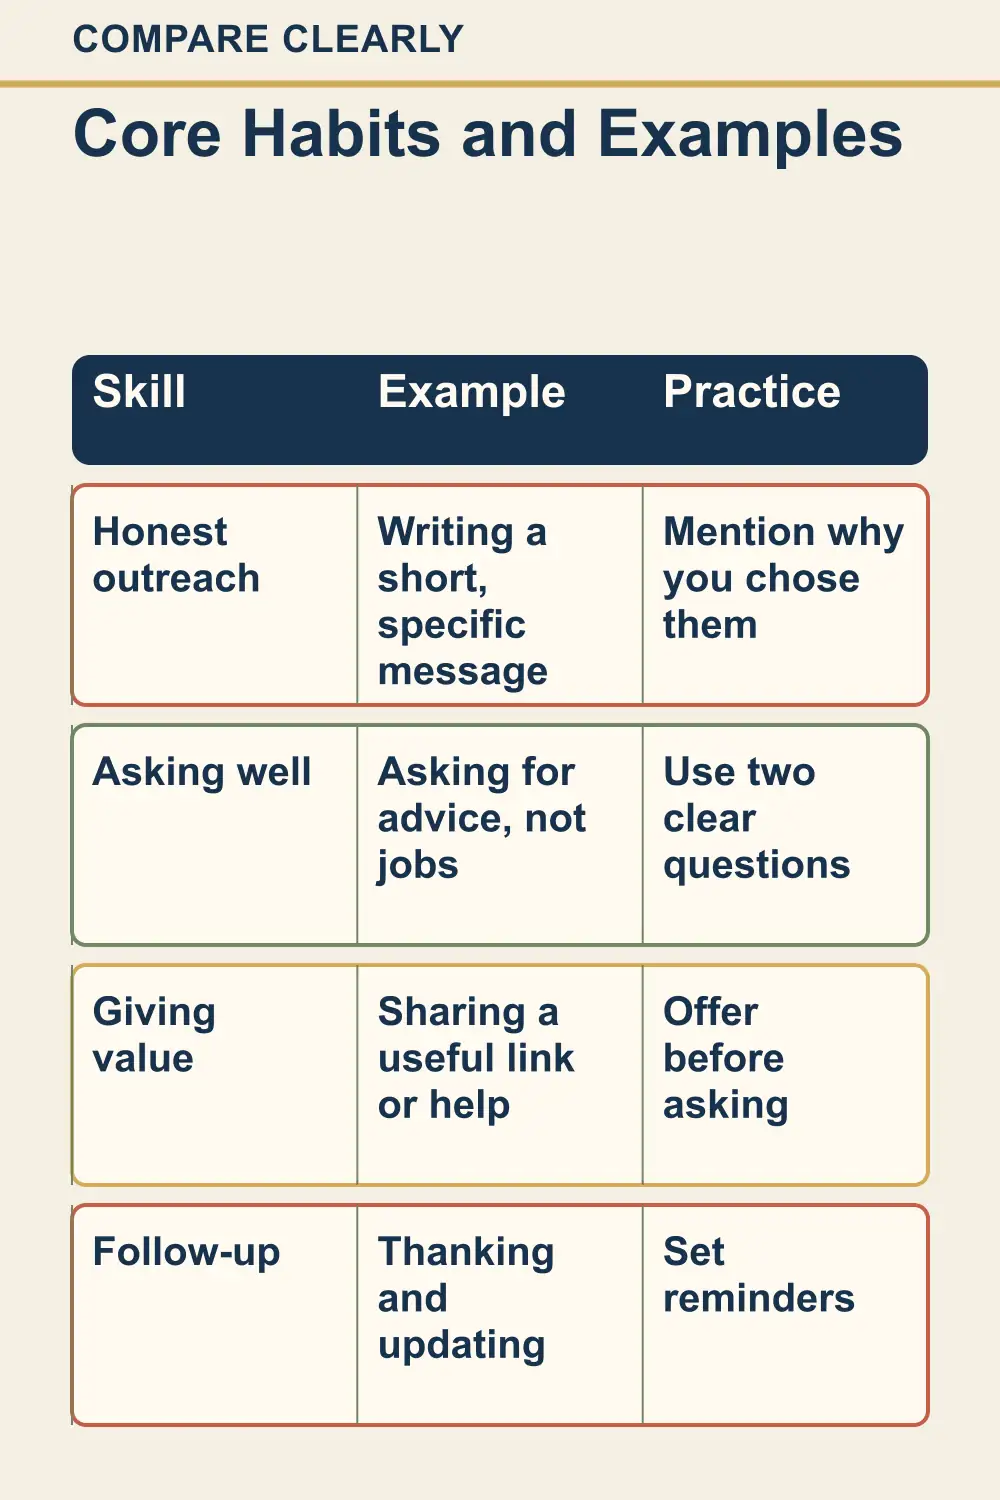 COMPARE CLEARLY
Core Habits and Examples
Skill
Example
Practice
Honest
outreach
Writing a
short,
specific
message
Mention why
you chose
them
Asking well
Asking for
advice, not
jobs
Use two
clear
questions
Giving
value
Sharing a
useful link
or help
Offer
before
asking
Follow-up
Thanking
and
updating
Set
reminders